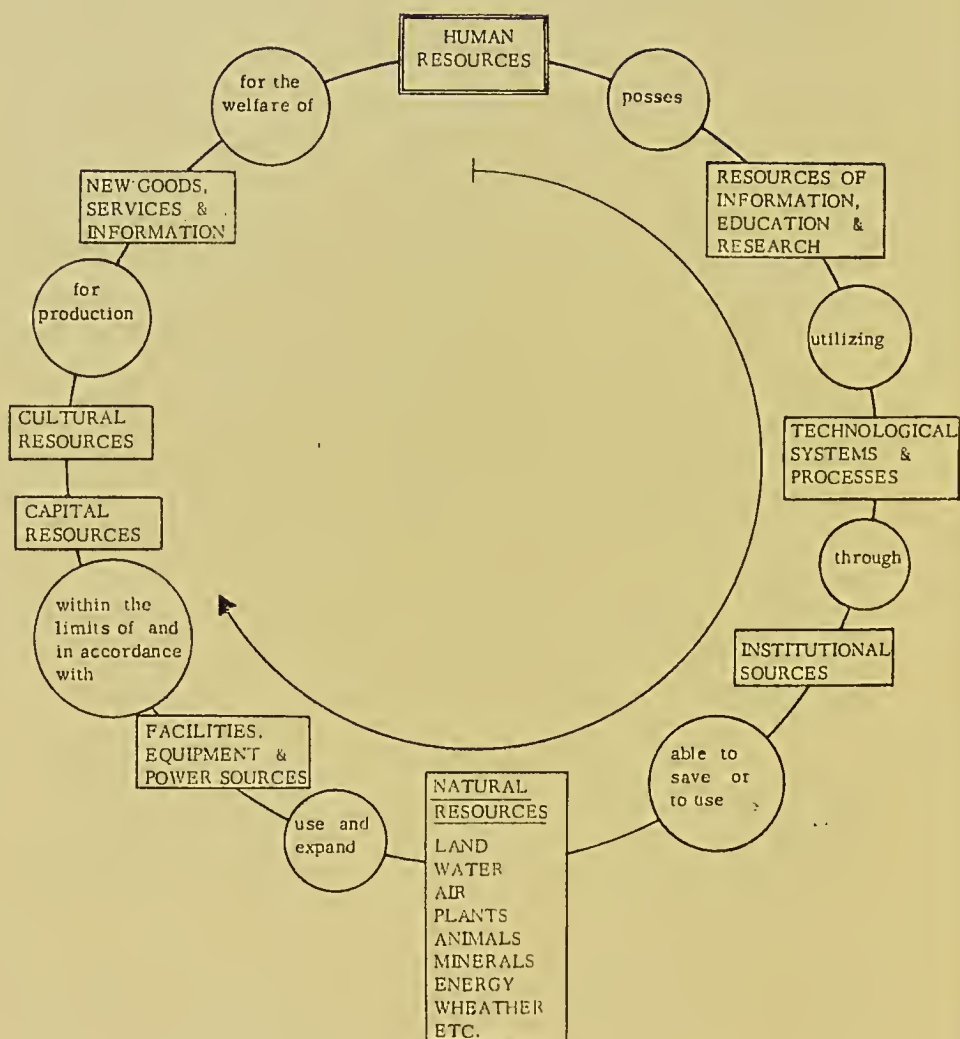 HUMAN
RESOURCES
posses
RESOURCES OF
INFORMATION,
EDUCATION &
RESEARCH
utilizing
TECHNOLOGICAL
SYSTEMS &
PROCESSES
through
INSTITUTIONAL
SOURCES
able to
save or
to use
NATURAL
RESOURCES
LAND
WATER
AIR
PLANTS
ANIMALS
MINERALS
ENERGY
WHEATHER
ETC.
use and
expand
FACILITIES,
EQUIPMENT &
POWER SOURCES
within the
limits of and
in accordance
with
CAPITAL
RESOURCES
CULTURAL
RESOURCES
for
production
NEW GOODS,
SERVICES &
INFORMATION
for the
welfare of